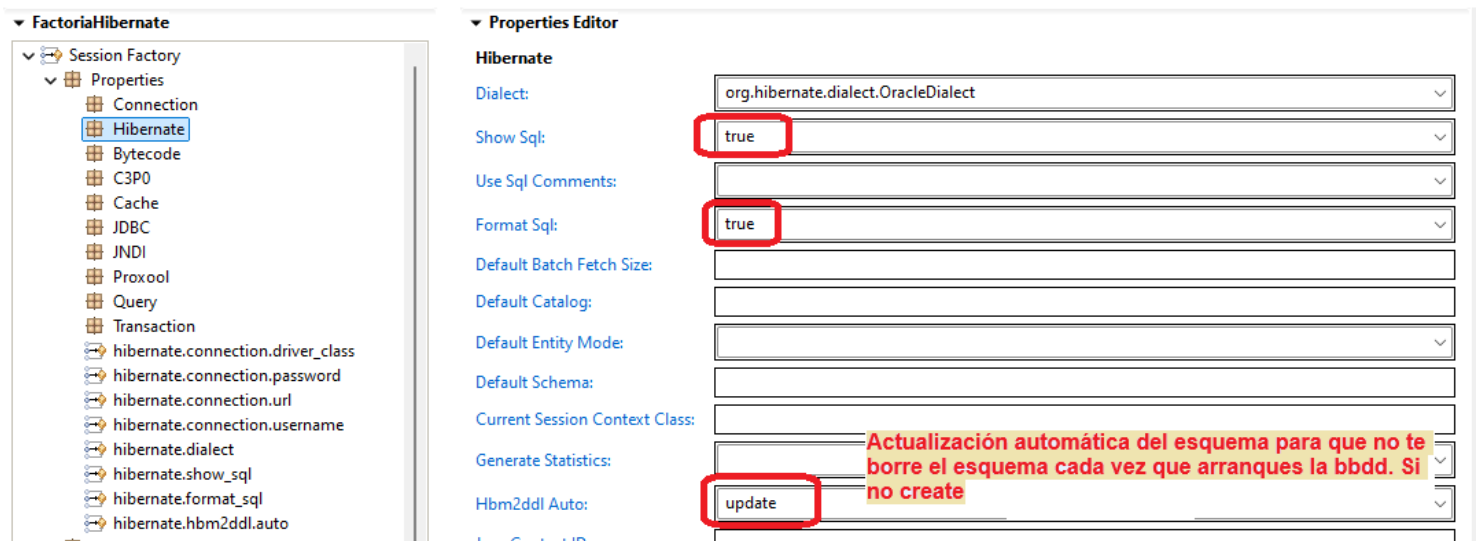 FactoriaHibernate
Session Factory
Properties
Connection
Hibernate
Bytecode
C3P0
Cache
JDBC
JNDI
Proxool
Query
Transaction
hibernate.connection.driver_class
hibernate.connection.password
hibernate.connection.url
hibernate.connection.username
hibernate.dialect
hibernate.show_sql
hibernate.format_sql
hibernate.hbm2ddl.auto
Properties Editor
Hibernate
Dialect: org.hibernate.dialect.OracleDialect
Show Sql: true
Use Sql Comments:
Format Sql: true
Default Batch Fetch Size:
Default Catalog:
Default Entity Mode:
Default Schema:
Current Session Context Class:
Generate Statistics:
Actualización automática del esquema para que no te
borre el esquema cada vez que arranques la bbdd. Si
no create
Hbm2ddl Auto: update